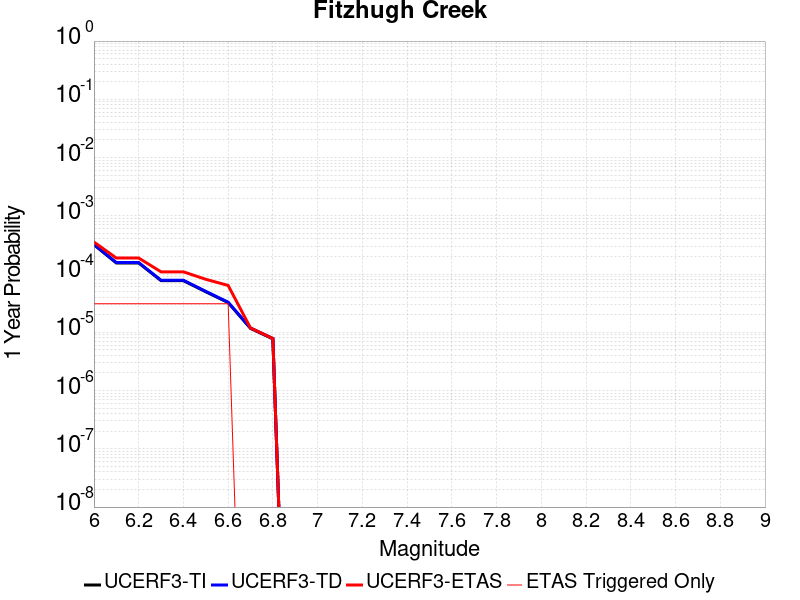 Fitzhugh Creek
10^0
10^-1
10^-2
10^-3
10^-4
10^-5
10^-6
10^-7
10^-8
1 Year Probability
6 6.2 6.4 6.6 6.8 7 7.2 7.4 7.6 7.8 8 8.2 8.4 8.6 8.8 9
Magnitude
UCERF3-TI UCERF3-TD UCERF3-ETAS ETAS Triggered Only